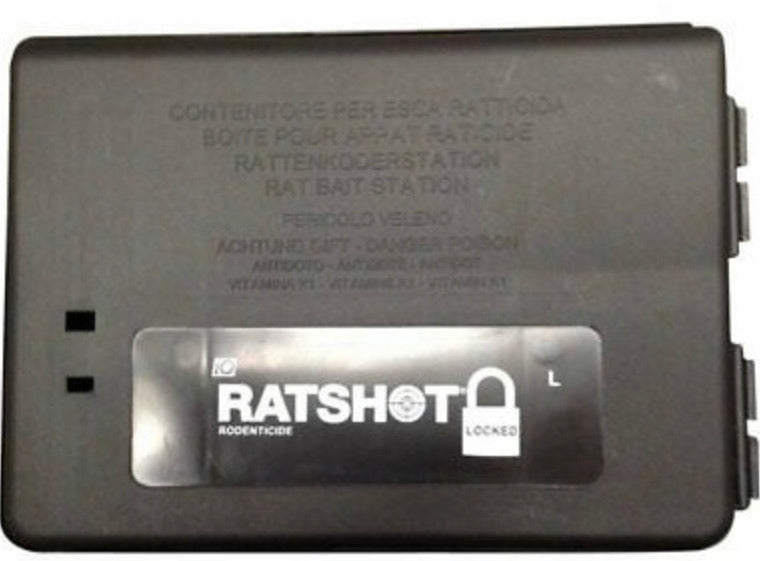 CONTENITORE PER ESCA RATTICIDA
BOITE POUR APPAT RATICIDE
RATTENKODERSTATION
RAT BAIT STATION
PERICOLO VELENO
ACHTUNG GIFT - DANGER POISON
ANTIDOTO - ANTIDOTE - ANTIDOT
VITAMINA K1 - VITAMINE K1 - VITAMIN K1
RATSHOT
RODENTICIDE
LOCKED
L